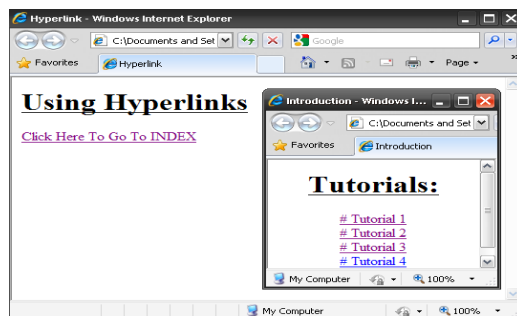 Hyperlink - Windows Internet Explorer
C:\Documents and Set
Google
Favorites
Hyperlink
Page
Using Hyperlinks
Click Here To Go To INDEX
Introduction - Windows I...
C:\Documents and Set
Favorites
Introduction
Tutorials:
# Tutorial 1
# Tutorial 2
# Tutorial 3
# Tutorial 4
My Computer
100%
My Computer
100%